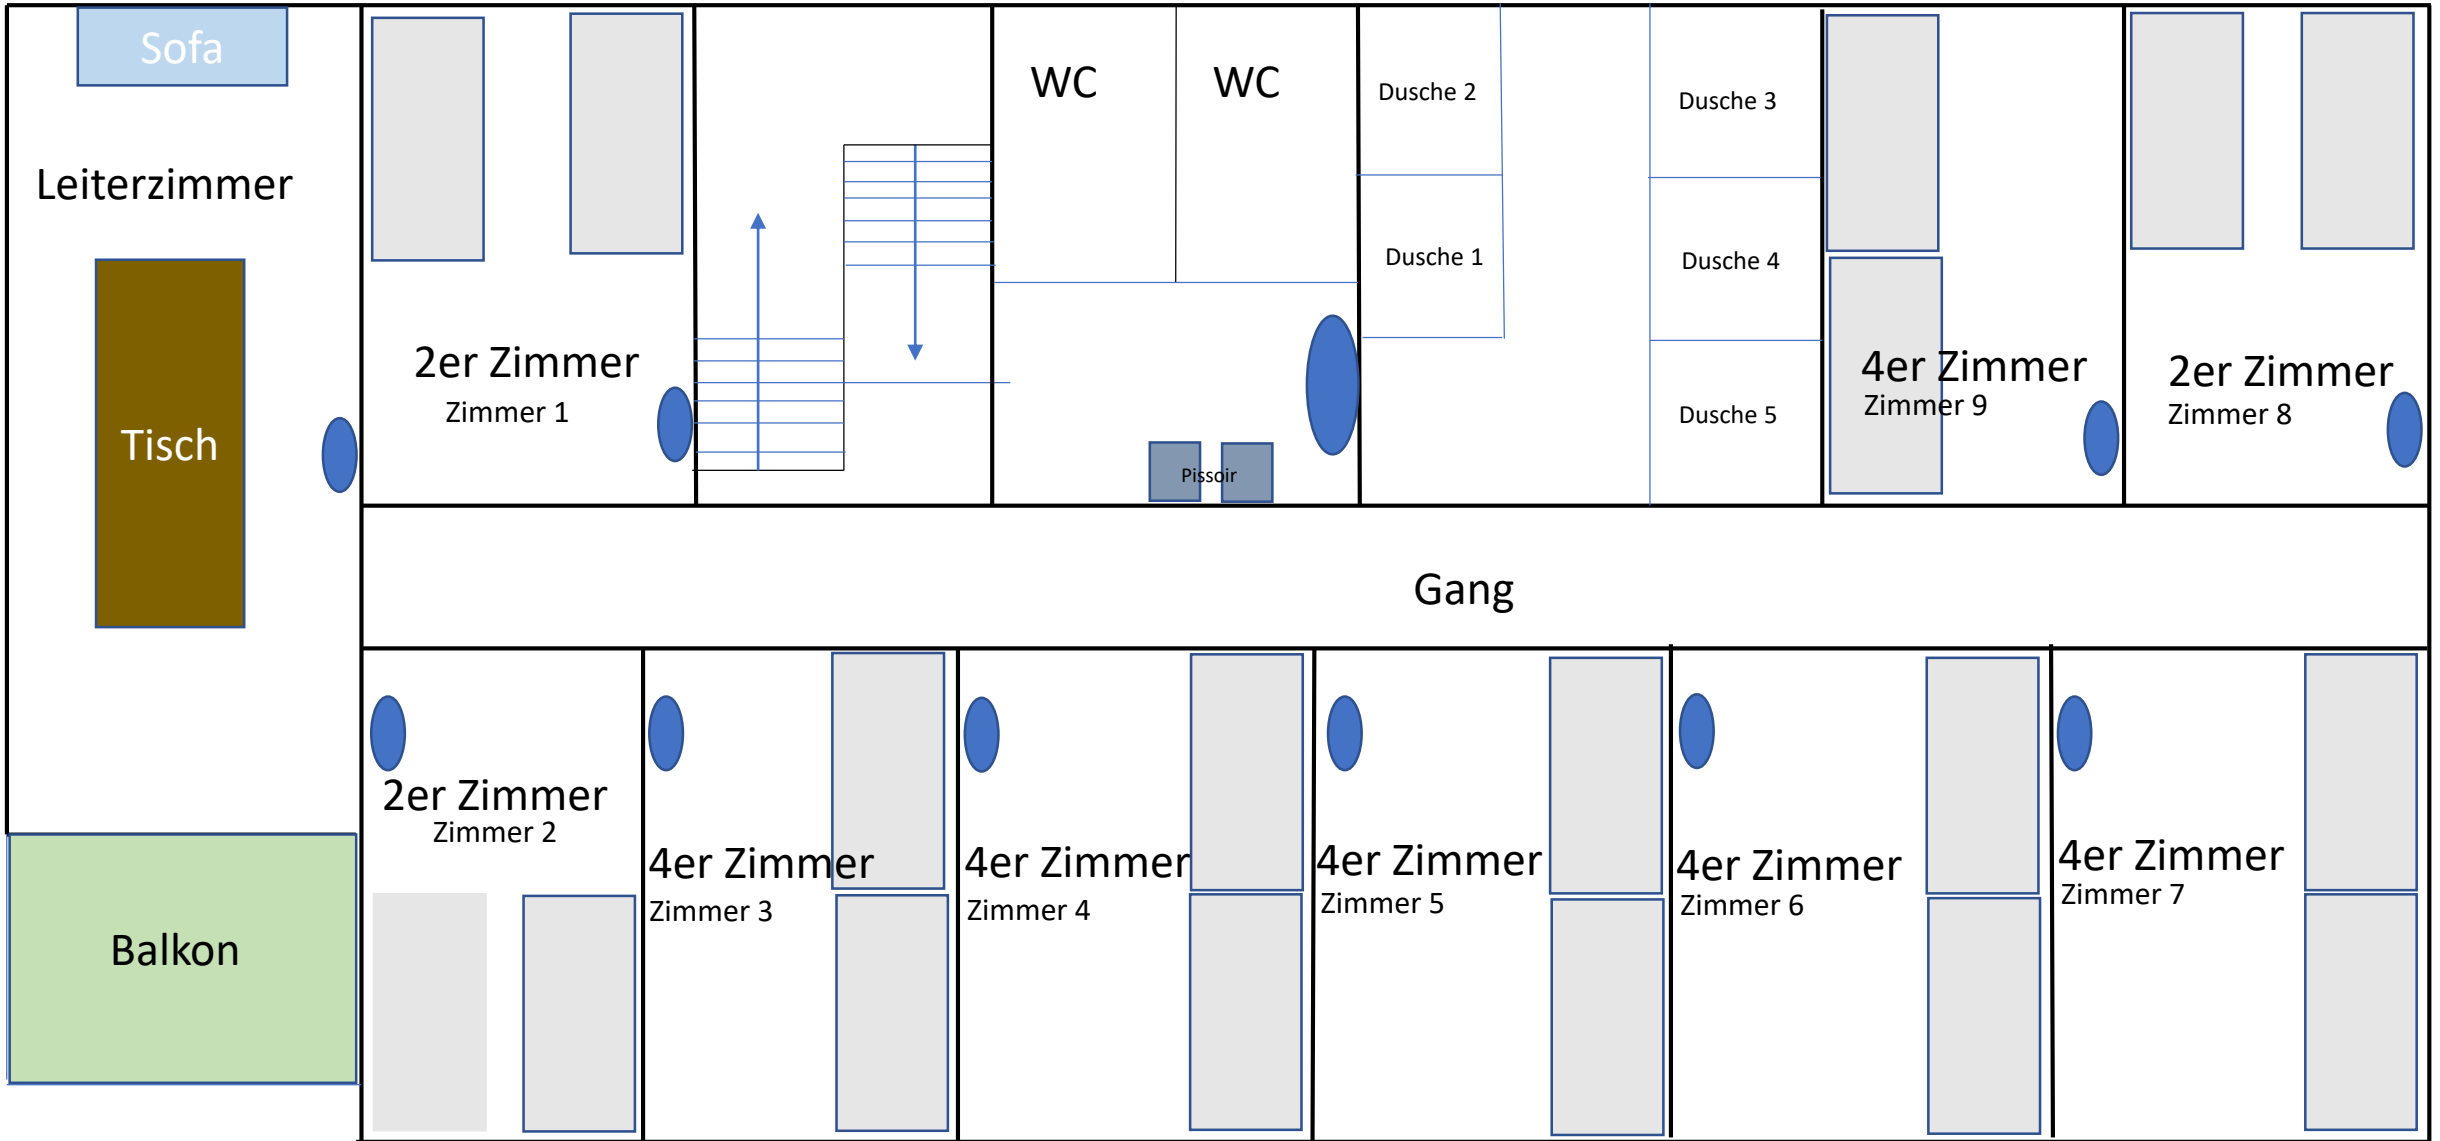 Sofa
Leiterzimmer
Tisch
Balkon
2er Zimmer
Zimmer 1
WC
WC
Pissoir
Dusche 2
Dusche 1
Dusche 3
Dusche 4
Dusche 5
4er Zimmer
Zimmer 9
2er Zimmer
Zimmer 8
Gang
2er Zimmer
Zimmer 2
4er Zimmer
Zimmer 3
4er Zimmer
Zimmer 4
4er Zimmer
Zimmer 5
4er Zimmer
Zimmer 6
4er Zimmer
Zimmer 7